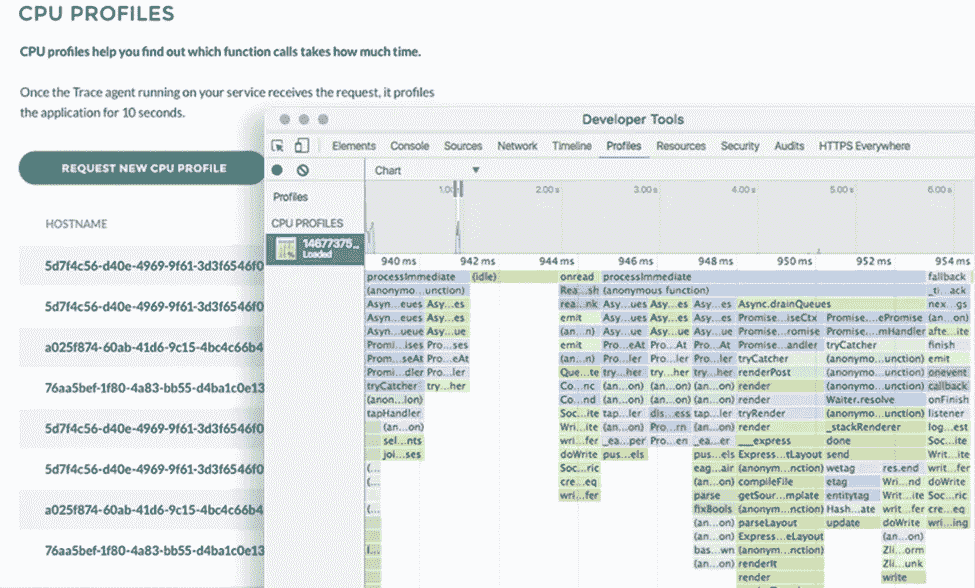 CPU PROFILES
CPU profiles help you find out which function calls takes how much time.
Once the Trace agent running on your service receives the request, it profiles
the application for 10 seconds.
REQUEST NEW CPU PROFILE
HOSTNAME
5d7f4c56-d40e-4969-9f61-3d3f6546f0
5d7f4c56-d40e-4969-9f61-3d3f6546f0
a025f874-60ab-41d6-9c15-4bc4c66b4
76aa5bef-1f80-4a83-bb55-d4ba1c0e13
5d7f4c56-d40e-4969-9f61-3d3f6546f0
5d7f4c56-d40e-4969-9f61-3d3f6546f0
a025f874-60ab-41d6-9c15-4bc4c66b4
76aa5bef-1f80-4a83-bb55-d4ba1c0e13
Developer Tools
Elements Console Sources Network Timeline Profiles Resources Security Audits HTTPS Everywhere
Chart
Profiles
CPU PROFILES
14677375...
Loaded
2.00 s 3.00 s 4.00 s 5.00 s 6.00 s
940 ms 942 ms 944 ms 946 ms 948 ms 950 ms 952 ms 954 ms
processImmediate (idle) onread processImmediate fallback
(anonymo...unction) Rea...sh (anonymous function) _ti...ack
Asyn...eues Asy...es rea...nk Asy...ues Asy...es Asy...es Async.drainQueues nex...gs
Asyn...eues Asy...es emit Asy...ues Asy...es Asy...es Promise...iseCtx Promise...ePromise (an...on)
Asyn...ueue Asy...ue (an...n) Asy...ue Asy...ue Asy...ue Promise...romise Promise...mHandler afte...ite
Promi...ises Pro...ses emit Pro...eAt Pro...At Pro...At Promise...andler tryCatcher finish
Prom...seAt Pro...eAt (an...n) Pro...ler Pro...ler Pro...ler tryCatcher (anonymo...unction) emit
Promi...dler Pro...ler Que...te try...her try...her try...her renderPost (anonymo...unction) onevent
tryCatcher try...her Co...nc (an...on) (an...on) (an...on) render (anonymo...unction) callback
(anon...lon) Co...nd (an...on) (an...on) (an...on) render Waiter.resolve onFinish
tapHandler Soc...ite tap...ler dis...ess tap...ler tryRender (anonymo...unction) listener
(an...on) Wri...ite (an...on) Pro...rn (an...on) render _stackRenderer log...est
sel...nts wri...fer _ea...per Pro...en _ea...er __express done Soc...ite
joi...ses doWrite pus...els pus...els Express...tLayout send Writ...ite
Soc...ric eag...air (anonym...nction) wetag res.end writ...fer
cre...eq (an...on) compileFile etag Wri...nd doWrite
wri...fer parse getSour...mplate entitytag Writ...ite Soc...ric
fixBools (anonym...nction) Hash...ate writ...fer cre...eq
(an...on) parseLayout update doWrite wri...ing
(an...on) Express...eLayout (an...on)
bas...wn (anonym...nction) Zli...orm
(an...on) renderIt Zli...unk
render write